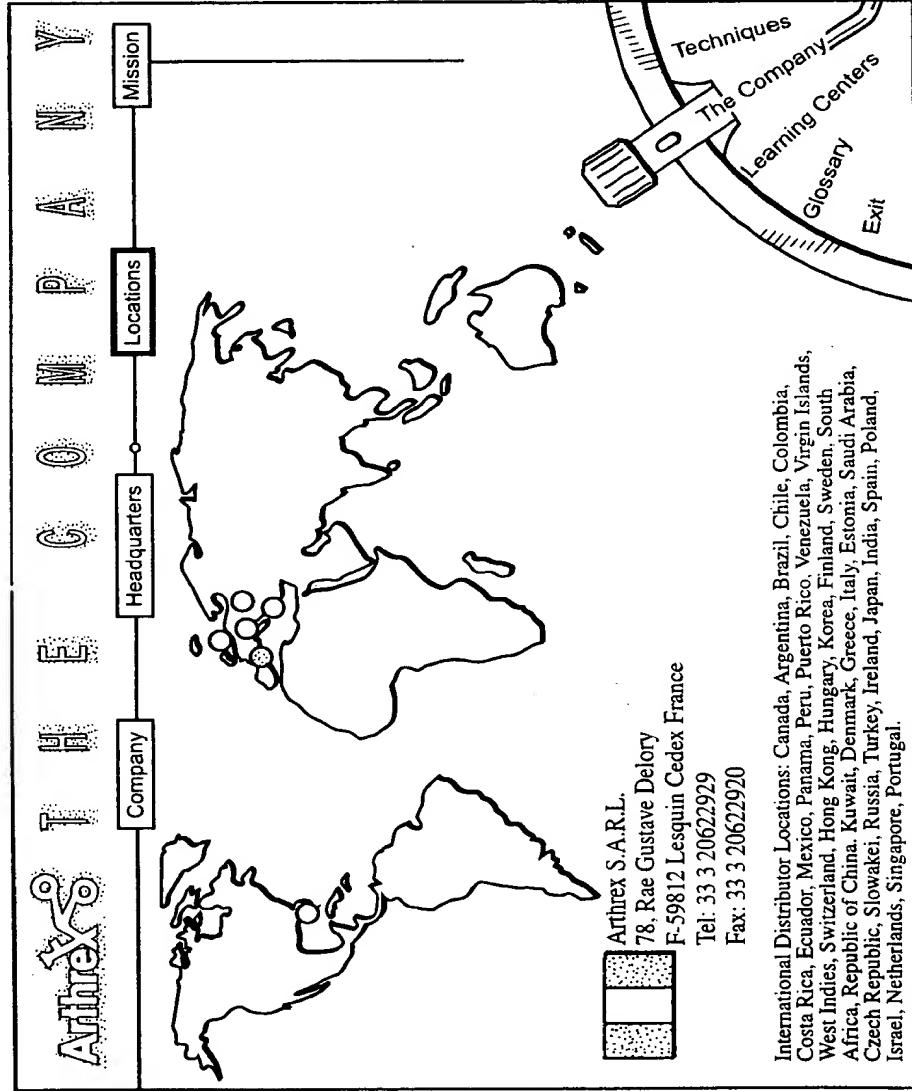 Arthrex
THE COMPANY
Company
Headquarters
Locations
Mission
Arthrex S.A.R.L.
78, Rae Gustave Delory
F-59812 Lesquin Cedex France
Tel: 33 3 20622929
Fax: 33 3 20622920
International Distributor Locations: Canada, Argentina, Brazil, Chile, Colombia,
Costa Rica, Ecuador, Mexico, Panama, Peru, Puerto Rico, Venezuela, Virgin Islands,
West Indies, Switzerland, Hong Kong, Hungary, Korea, Finland, Sweden, South
Africa, Republic of China. Kuwait, Denmark, Greece, Italy, Estonia, Saudi Arabia,
Czech Republic, Slowakei, Russia, Turkey, Ireland, Japan, India, Spain, Poland,
Israel, Netherlands, Singapore, Portugal.
Techniques
The Company
Learning Centers
Glossary
Exit